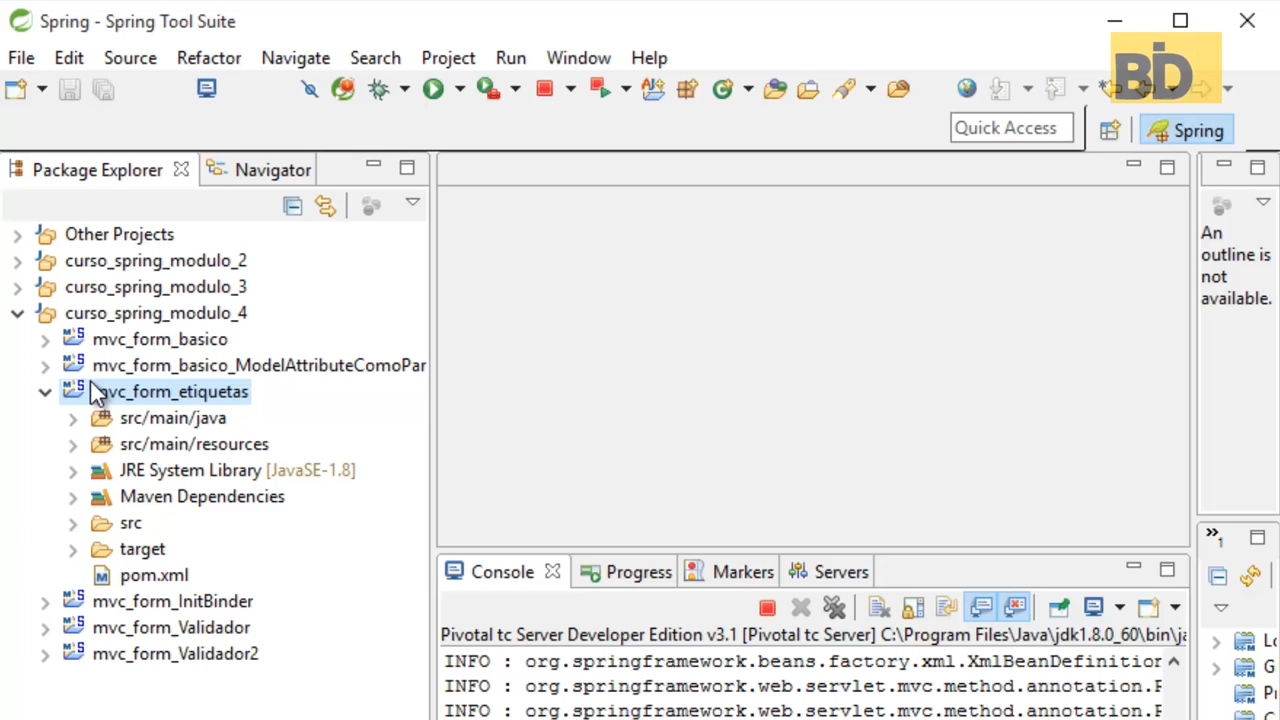 Spring - Spring Tool Suite
File Edit Source Refactor Navigate Search Project Run Window Help
BID
Quick Access
Spring
Package Explorer
Navigator
Other Projects
curso_spring_modulo_2
curso_spring_modulo_3
curso_spring_modulo_4
mvc_form_basico
mvc_form_basico_ModelAttributeComoPar
mvc_form_etiquetas
src/main/java
src/main/resources
JRE System Library [JavaSE-1.8]
Maven Dependencies
src
target
pom.xml
mvc_form_InitBinder
mvc_form_Validador
mvc_form_Validador2
An
outline is
not
available.
Console Progress Markers Servers
Pivotal tc Server Developer Edition v3.1 [Pivotal tc Server] C:\Program Files\Java\jdk1.8.0_60\bin\ja
INFO : org.springframework.beans.factory.xml.XmlBeanDefinition
INFO : org.springframework.web.servlet.mvc.method.annotation.R
INFO : org.springframework.web.servlet.mvc.method.annotation.R